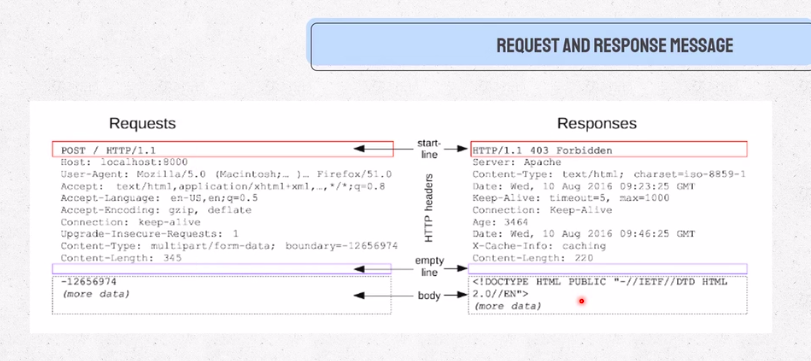 REQUEST AND RESPONSE MESSAGE
Requests
POST / HTTP/1.1
Host: localhost:8000
User-Agent: Mozilla/5.0 (Macintosh;… )… Firefox/51.0
Accept: text/html,application/xhtml+xml,…,*/*;q=0.8
Accept-Language: en-US,en;q=0.5
Accept-Encoding: gzip, deflate
Connection: keep-alive
Upgrade-Insecure-Requests: 1
Content-Type: multipart/form-data; boundary=-12656974
Content-Length: 345
-12656974
(more data)
start-
line
HTTP headers
empty
line
body
Responses
HTTP/1.1 403 Forbidden
Server: Apache
Content-Type: text/html; charset=iso-8859-1
Date: Wed, 10 Aug 2016 09:23:25 GMT
Keep-Alive: timeout=5, max=1000
Connection: Keep-Alive
Age: 3464
Date: Wed, 10 Aug 2016 09:46:25 GMT
X-Cache-Info: caching
Content-Length: 220
<!DOCTYPE HTML PUBLIC "-//IETF//DTD HTML
2.0//EN">
(more data)